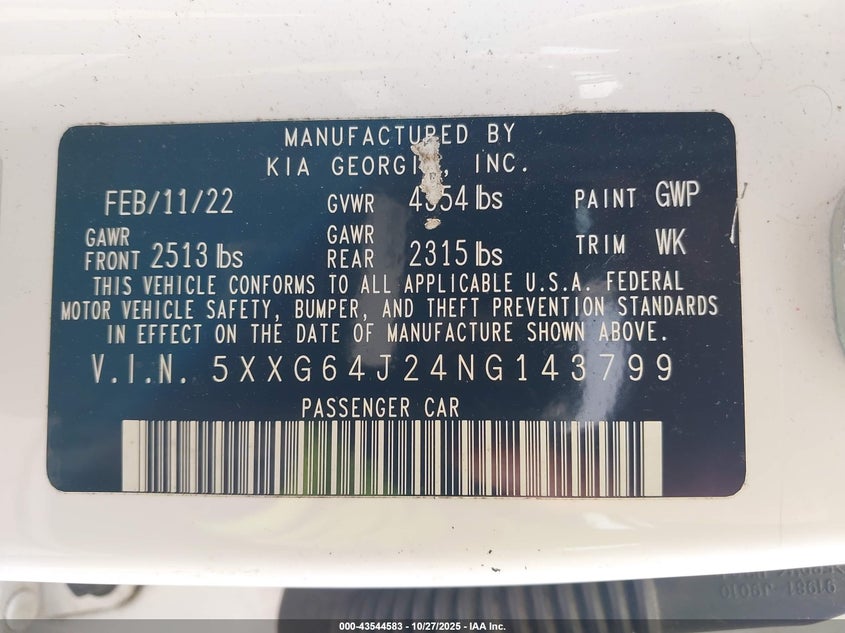 MANUFACTURED BY
KIA GEORGIA, INC.
FEB/11/22 GVWR lbs PAINT GWP
GAWR FRONT 2513 lbs GAWR REAR 2315 lbs TRIM WK
THIS VEHICLE CONFORMS TO ALL APPLICABLE U.S.A. FEDERAL
MOTOR VEHICLE SAFETY, BUMPER, AND THEFT PREVENTION STANDARDS
IN EFFECT ON THE DATE OF MANUFACTURE SHOWN ABOVE.
V.I.N. 5XXG64J24NG143799
PASSENGER CAR
000-43544583 / 10/27/2025 - IAA Inc.